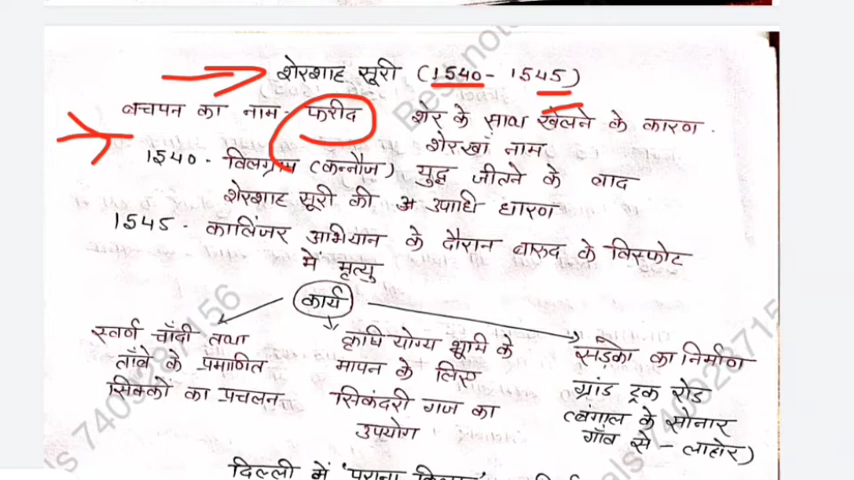 शेरशाह सूरी (1540 - 1545)
बचपन का नाम - फरीद शेर के साथ खेलने के कारण
शेरखां नाम
1540 - विलग्राम (कन्नौज) युद्ध जीतने के बाद
शेरशाह सूरी की उपाधि धारण
1545 - कालिंजर अभियान के दौरान बारुद के विस्फोट
में मृत्यु
कार्य
स्वर्ण चाँदी तथा
ताँबे के प्रमाणित
सिक्कों का प्रचलन
कृषि योग्य भूमि के
मापन के लिए
सिकंदरी गज का
उपयोग
सड़को का निर्माण
ग्रांड ट्रक रोड
(बंगाल के सोनार
गाँव से - लाहोर)
दिल्ली में 'पुराना किला'